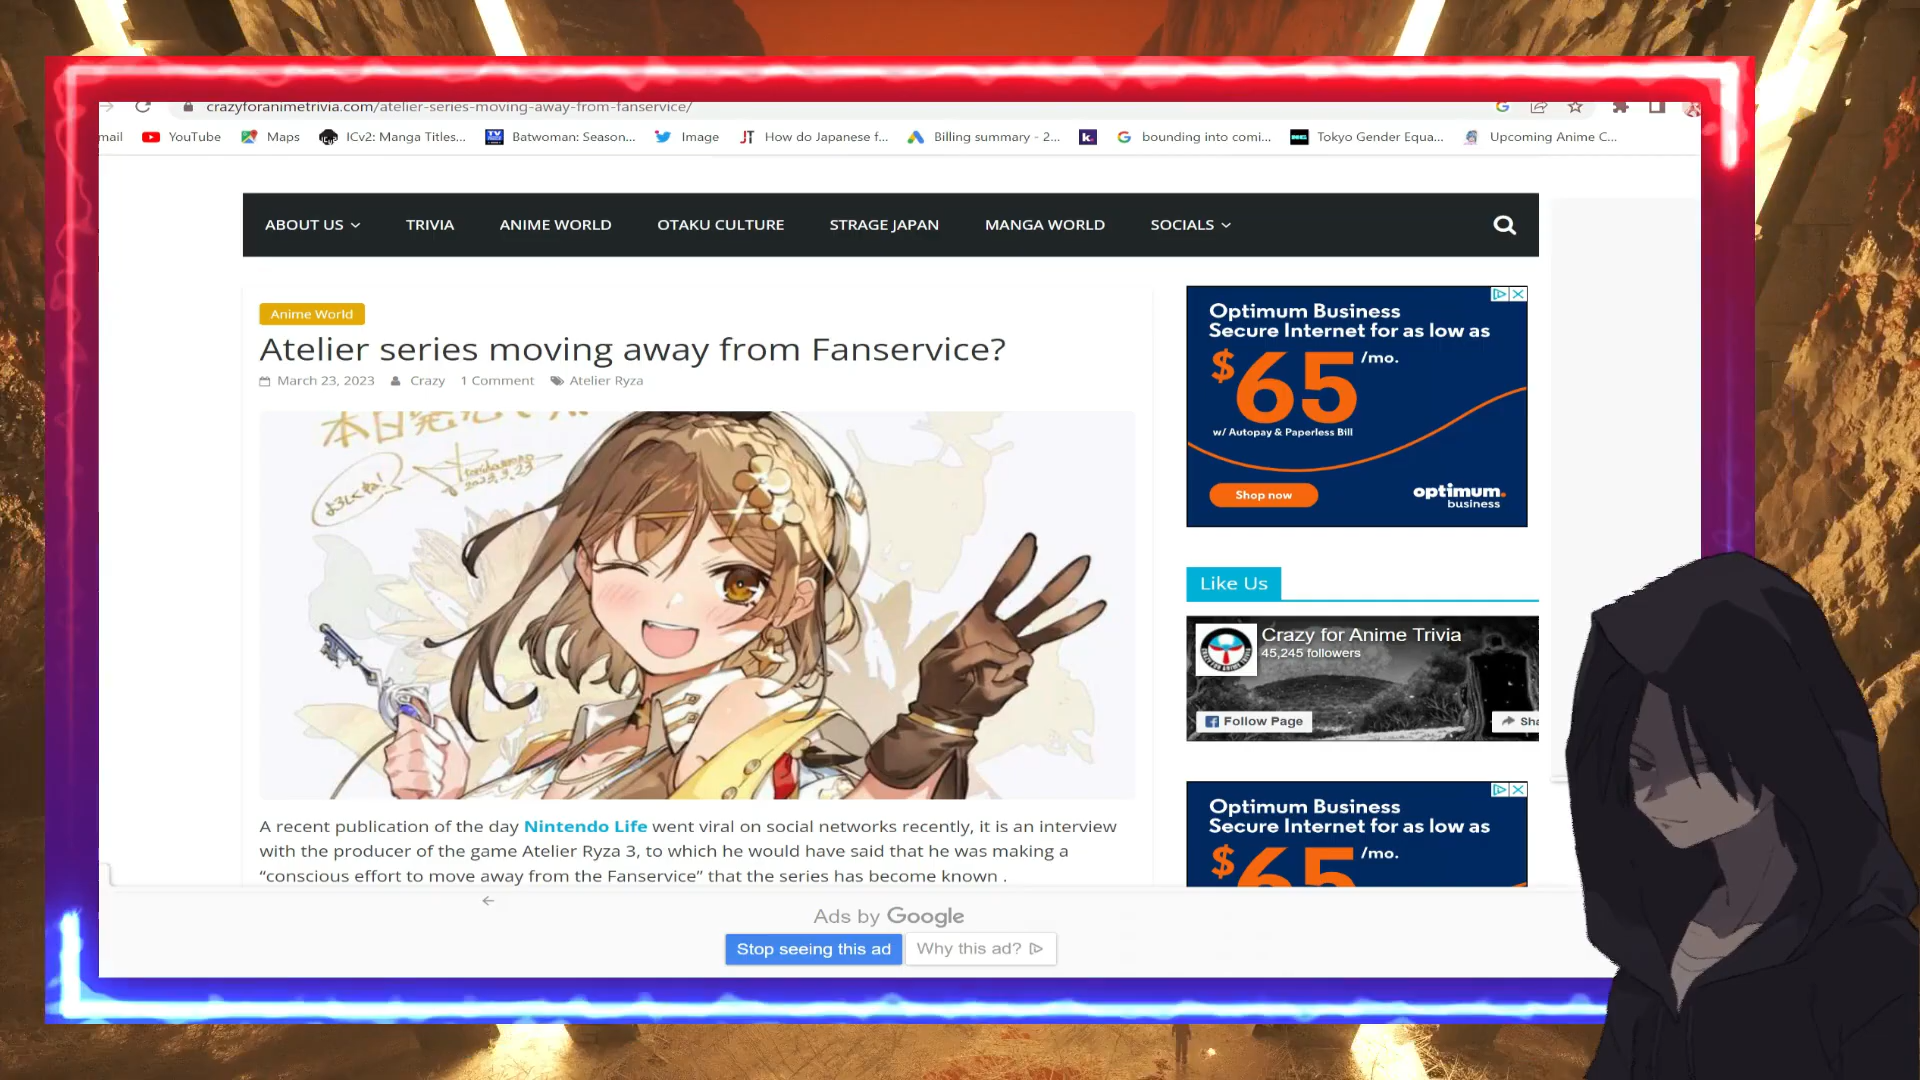 crazyforanimetrivia.com/atelier-series-moving-away-from-fanservice/
mail YouTube Maps ICv2: Manga Titles... Batwoman: Season... Image How do Japanese f... Billing summary - 2... bounding into comi... Tokyo Gender Equa... Upcoming Anime C...
ABOUT US TRIVIA ANIME WORLD OTAKU CULTURE STRAGE JAPAN MANGA WORLD SOCIALS
Anime World
Atelier series moving away from Fanservice?
March 23, 2023 Crazy 1 Comment Atelier Ryza
よろしくね!
2023.3.23
A recent publication of the day Nintendo Life went viral on social networks recently, it is an interview
with the producer of the game Atelier Ryza 3, to which he would have said that he was making a
“conscious effort to move away from the Fanservice” that the series has become known .
Optimum Business
Secure Internet for as low as
$65 /mo.
w/ Autopay & Paperless Bill
Shop now
optimum.
business
Like Us
Crazy for Anime Trivia
45,245 followers
Follow Page
Sha
Optimum Business
Secure Internet for as low as
$65 /mo.
Ads by Google
Stop seeing this ad
Why this ad?